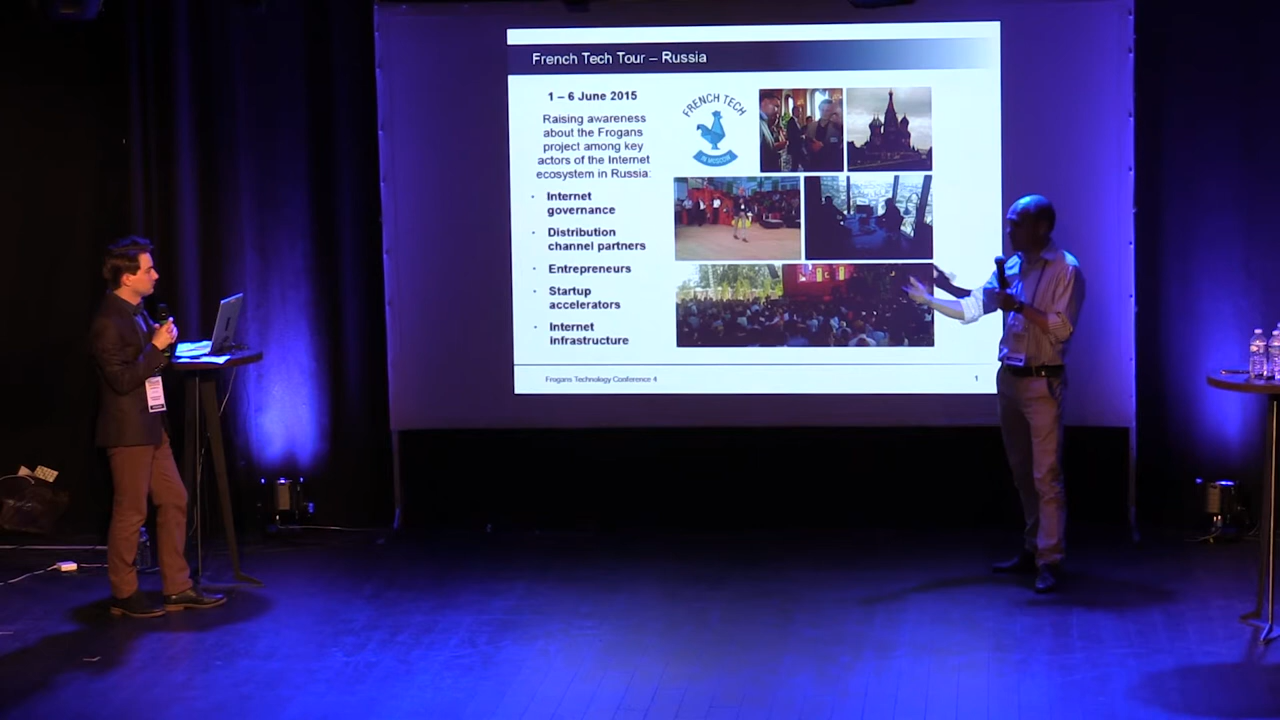 French Tech Tour – Russia
1 – 6 June 2015
Raising awareness
about the Frogans
project among key
actors of the Internet
ecosystem in Russia:
• Internet
governance
• Distribution
channel partners
• Entrepreneurs
• Startup
accelerators
• Internet
infrastructure
FRENCH TECH
IN MOSCOW
Frogans Technology Conference 4
1